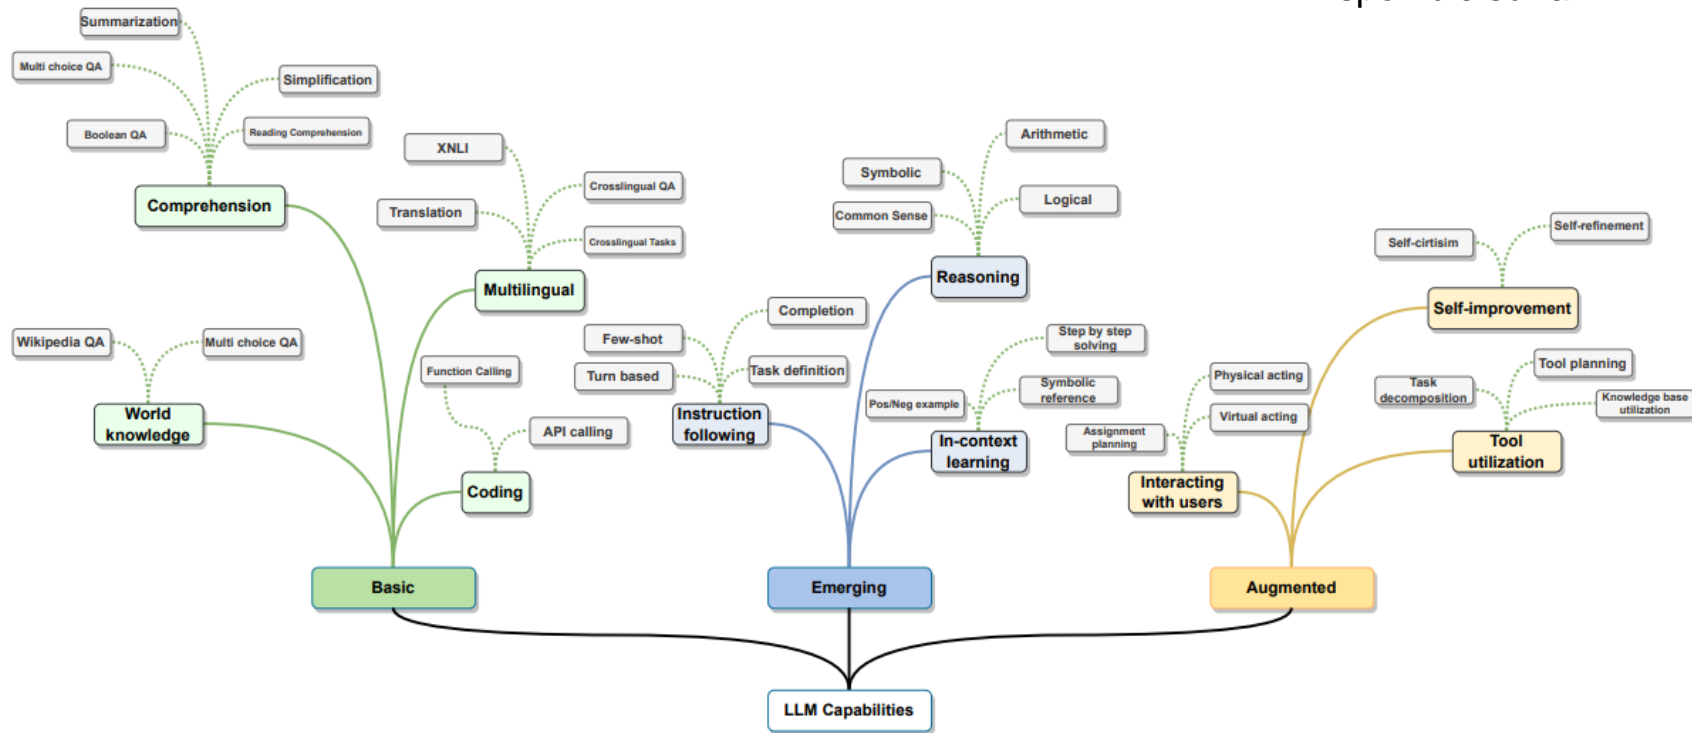 Summarization
Multi choice QA
Simplification
Boolean QA
Reading Comprehension
Comprehension
XNLI
Crosslingual QA
Translation
Crosslingual Tasks
Multilingual
Wikipedia QA
Multi choice QA
World
knowledge
Function Calling
API calling
Coding
Arithmetic
Symbolic
Logical
Common Sense
Reasoning
Completion
Few-shot
Turn based
Task definition
Instruction
following
Step by step
solving
Pos/Neg example
Symbolic
reference
In-context
learning
Self-cirtisim
Self-refinement
Self-improvement
Physical acting
Virtual acting
Assignment
planning
Interacting
with users
Tool planning
Task
decomposition
Knowledge base
utilization
Tool
utilization
Basic
Emerging
Augmented
LLM Capabilities